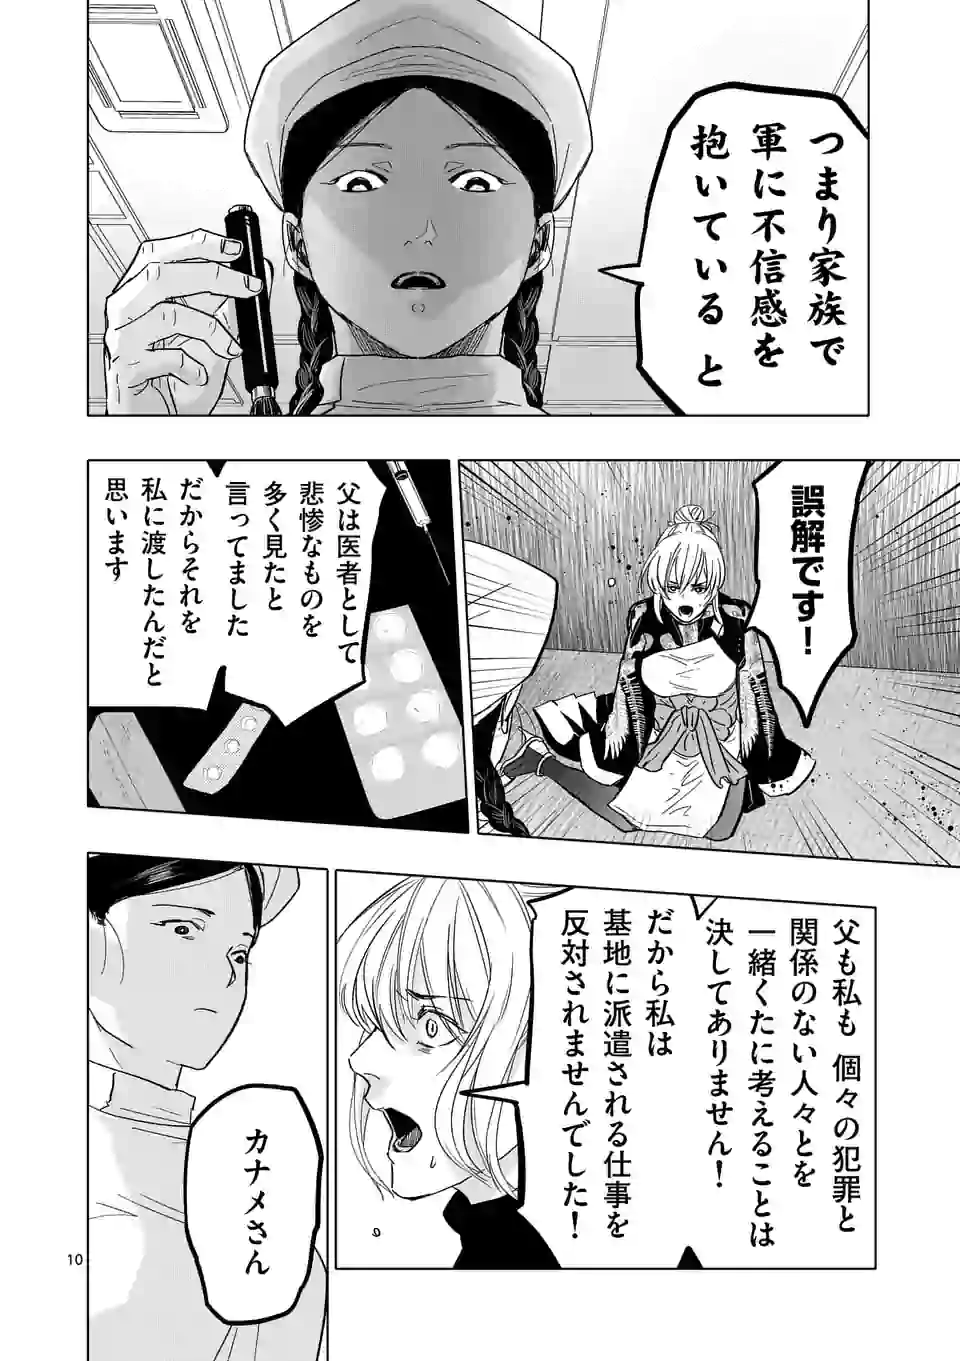 つまり家族で
軍に不信感を
抱いている と
誤解です!
父は医者として
悲惨なものを
多く見たと
言ってました
だからそれを
私に渡したんだと
思います
父も私も 個々の犯罪と
関係のない人々とを
一緒くたに考えることは
決してありません!
だから私は
基地に派遣される仕事を
反対されませんでした!
カナメさん
10